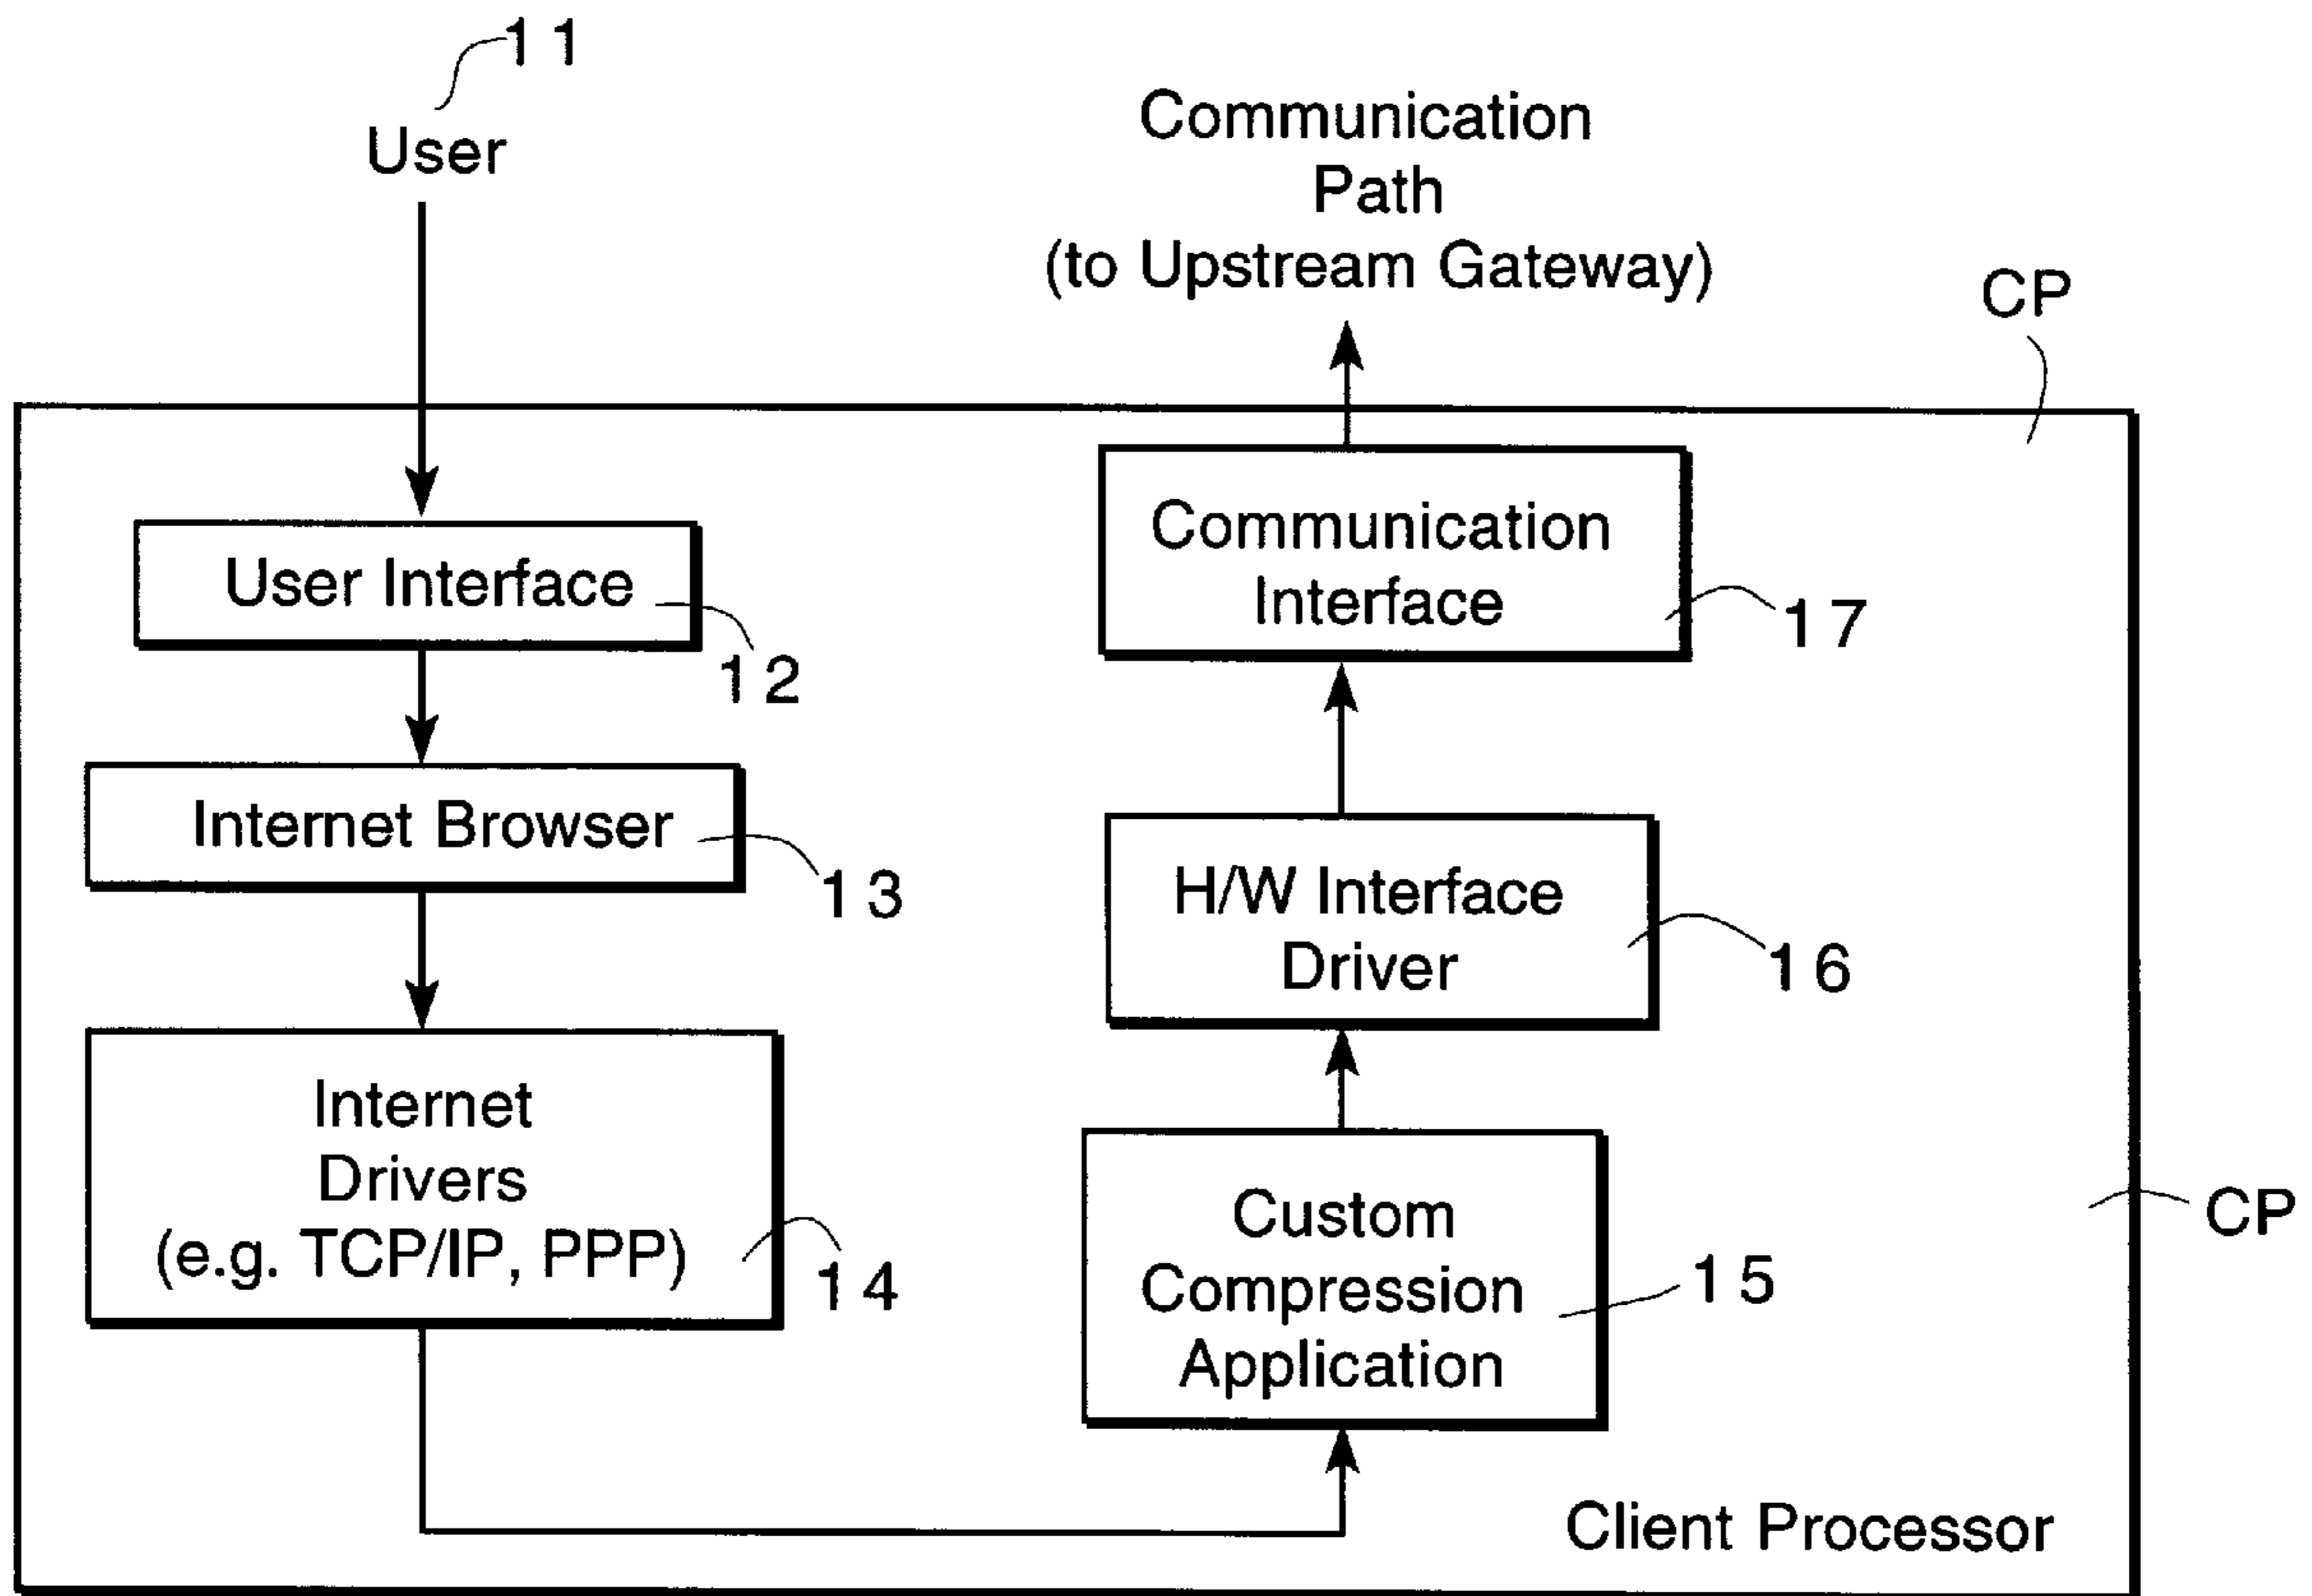 11
User
Communication
Path
(to Upstream Gateway)
CP
User Interface
12
Internet Browser
13
Internet
Drivers
(e.g. TCP/IP, PPP)
14
Communication
Interface
17
H/W Interface
Driver
16
Custom
Compression
Application
15
CP
Client Processor